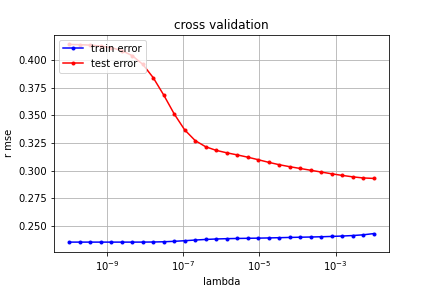 cross validation
train error
test error
r mse
0.400
0.375
0.350
0.325
0.300
0.275
0.250
10⁻⁹
10⁻⁷
10⁻⁵
10⁻³
lambda